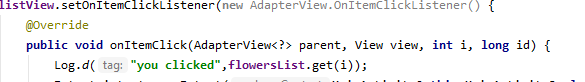 listView.setOnItemClickListener(new AdapterView.OnItemClickListener() {
@Override
public void onItemClick(AdapterView<?> parent, View view, int i, long id) {
Log.d( tag: "you clicked",flowersList.get(i));